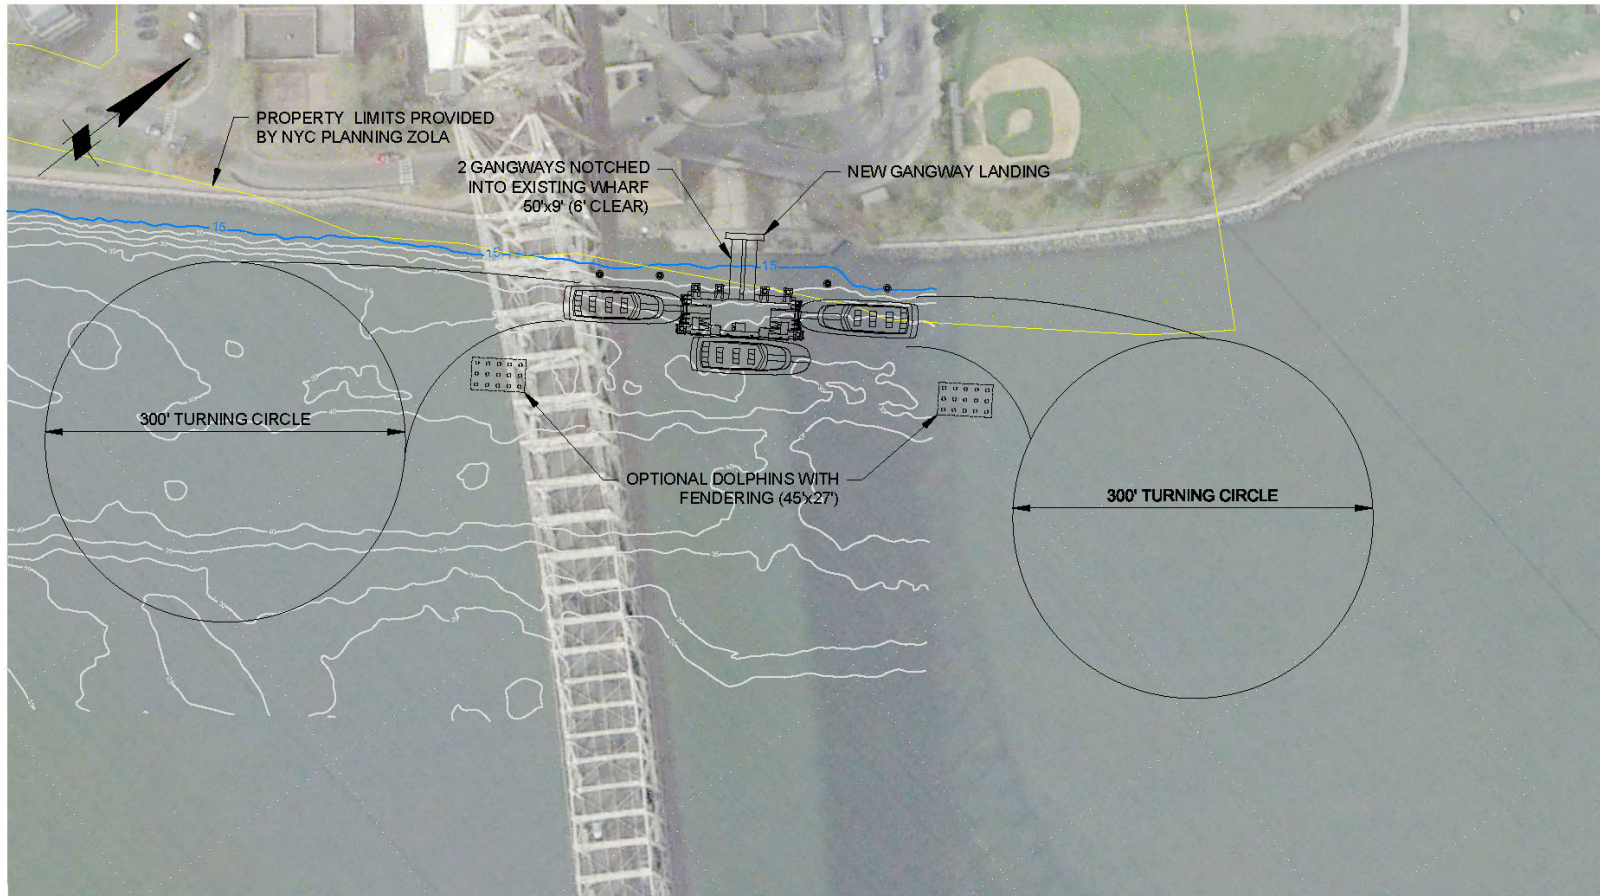 PROPERTY LIMITS PROVIDED
BY NYC PLANNING ZOLA
2 GANGWAYS NOTCHED
INTO EXISTING WHARF
50'x9' (6' CLEAR)
NEW GANGWAY LANDING
15
15
15
300' TURNING CIRCLE
OPTIONAL DOLPHINS WITH
FENDERING (45'x27')
300' TURNING CIRCLE